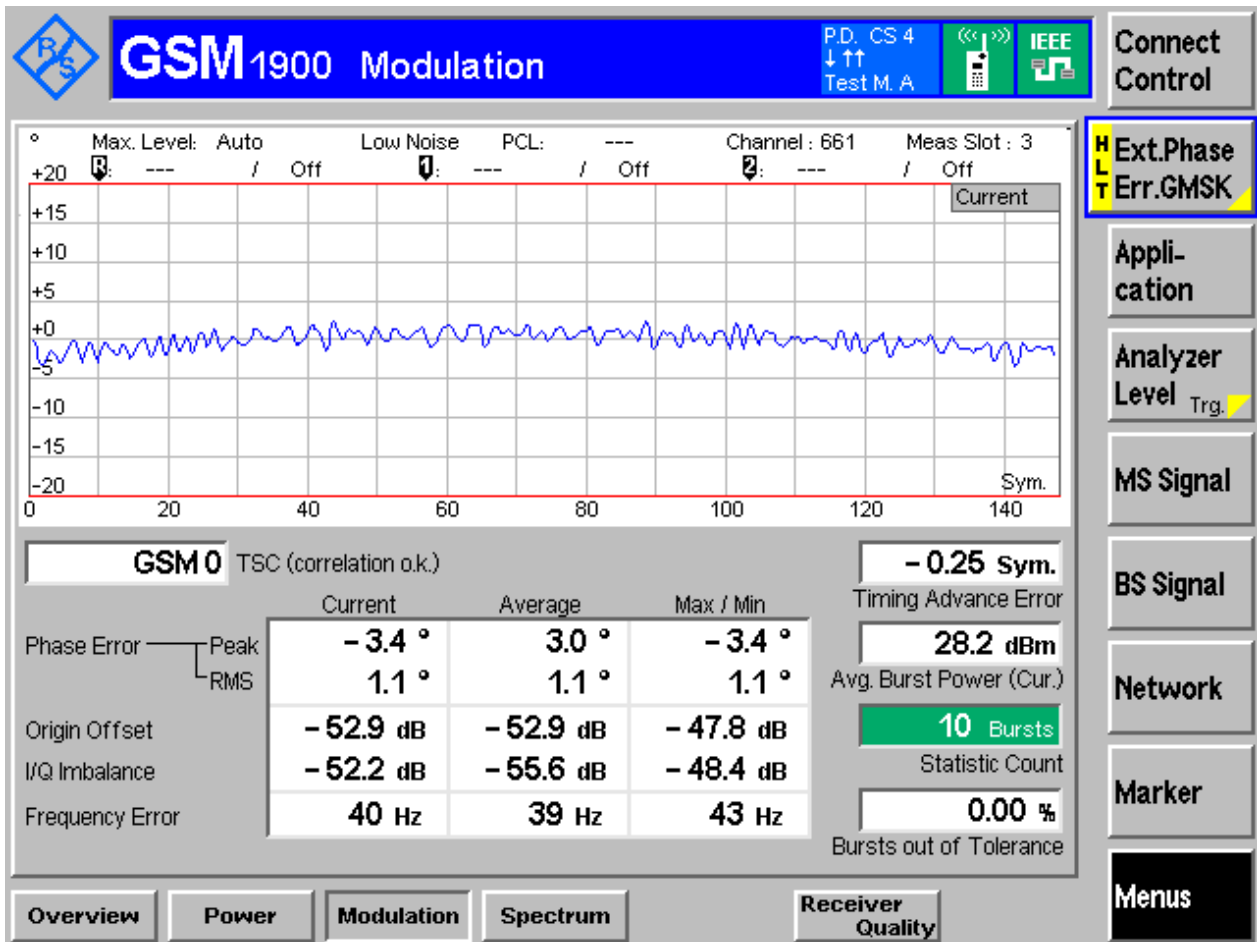 R/S
GSM 1900 Modulation
P.D. CS 4
↓ ↑↑
Test M. A
IEEE
Connect
Control
° Max. Level: Auto Low Noise PCL: --- Channel : 661 Meas Slot : 3
R: --- / Off 1: --- / Off 2: --- / Off
Current
+20
+15
+10
+5
+0
-5
-10
-15
-20
Sym.
0 20 40 60 80 100 120 140
H
L
T
Ext.Phase
Err.GMSK
Appli-
cation
Analyzer
Level Trg.
MS Signal
BS Signal
Network
Marker
Menus
GSM 0 TSC (correlation o.k.)
Current Average Max / Min
Phase Error Peak – 3.4 ° 3.0 ° – 3.4 °
RMS 1.1 ° 1.1 ° 1.1 °
Origin Offset – 52.9 dB – 52.9 dB – 47.8 dB
I/Q Imbalance – 52.2 dB – 55.6 dB – 48.4 dB
Frequency Error 40 Hz 39 Hz 43 Hz
– 0.25 Sym.
Timing Advance Error
28.2 dBm
Avg. Burst Power (Cur.)
10 Bursts
Statistic Count
0.00 %
Bursts out of Tolerance
Overview Power Modulation Spectrum Receiver
Quality